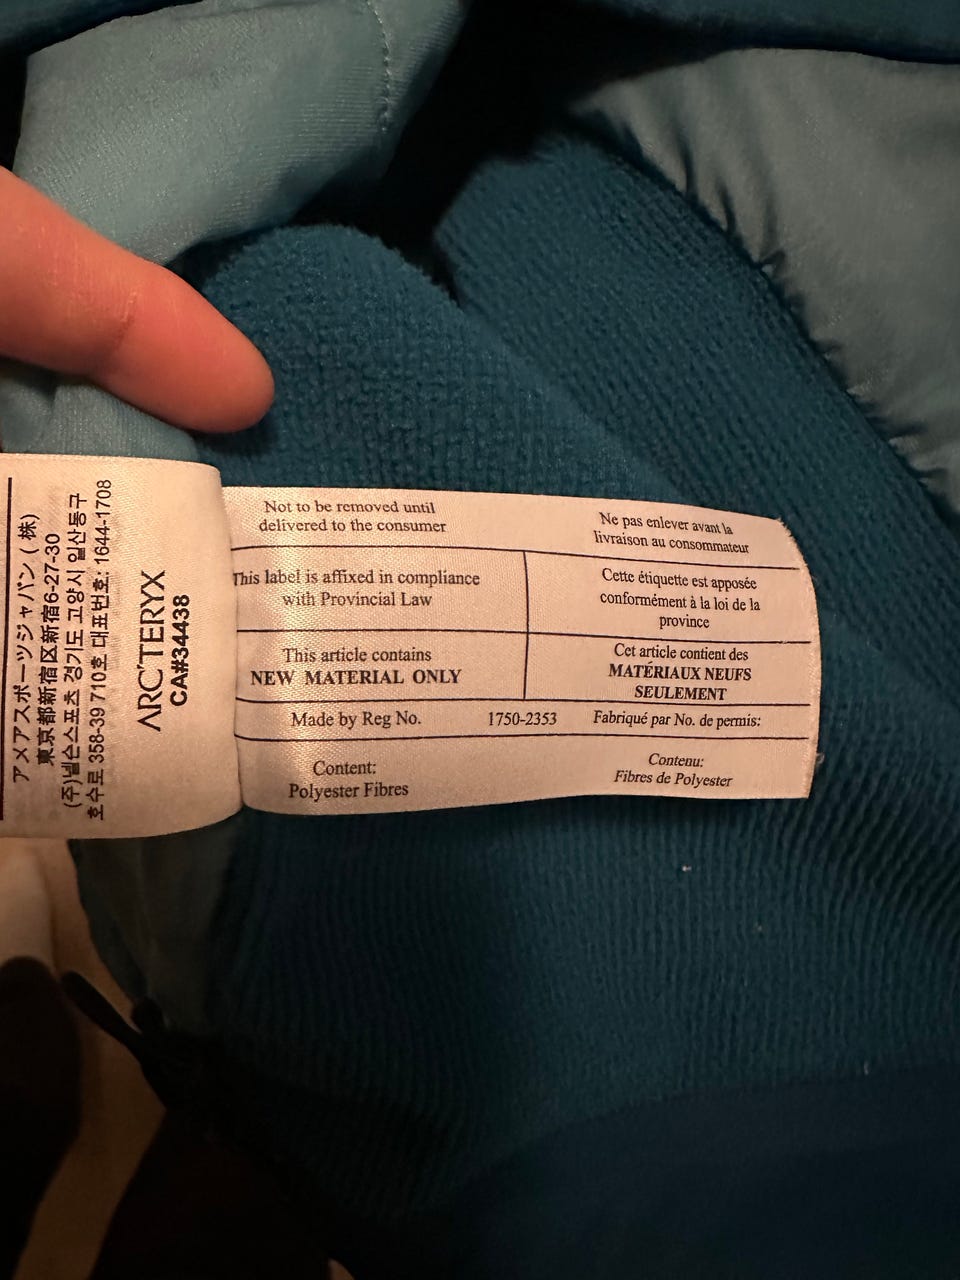 アメアスポーツジャパン ( 株)
東京都新宿区新宿6-27-30
(주)넬슨스포츠 경기도 고양시 일산동구
호수로 358-39 710호 대표번호: 1644-1708
ARC'TERYX
CA#34438
Not to be removed until
delivered to the consumer
Ne pas enlever avant la
livraison au consommateur
This label is affixed in compliance
with Provincial Law
Cette étiquette est apposée
conformément à la loi de la
province
This article contains
NEW MATERIAL ONLY
Cet article contient des
MATÉRIAUX NEUFS
SEULEMENT
Made by Reg No. 1750-2353 Fabriqué par No. de permis:
Content:
Polyester Fibres
Contenu:
Fibres de Polyester